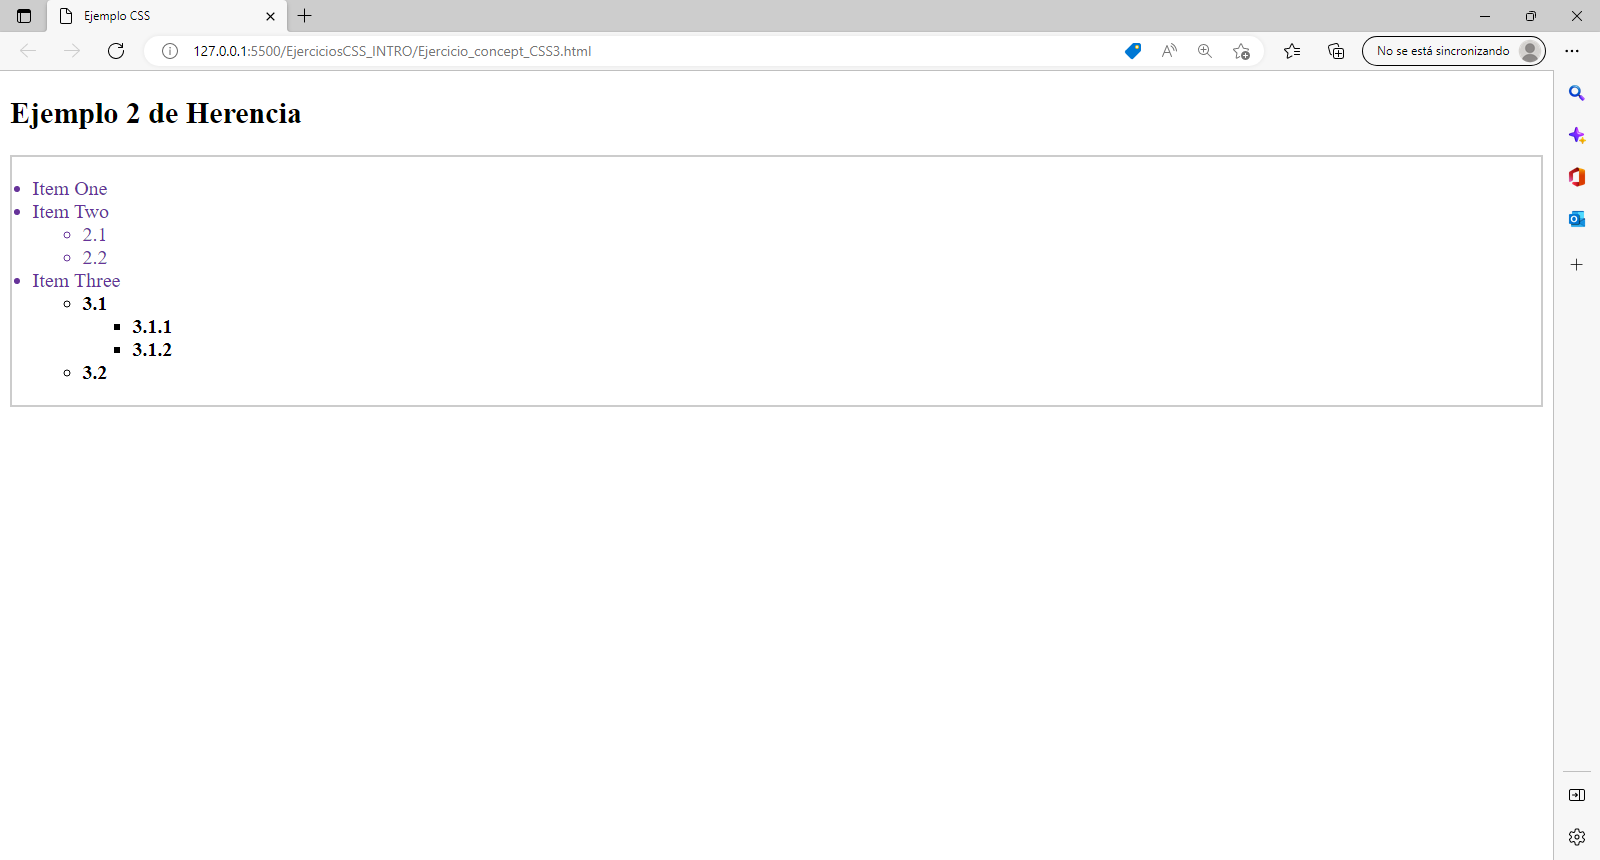 Ejemplo CSS
127.0.0.1:5500/EjerciciosCSS_INTRO/Ejercicio_concept_CSS3.html
No se está sincronizando
Ejemplo 2 de Herencia
Item One
Item Two
2.1
2.2
Item Three
3.1
3.1.1
3.1.2
3.2